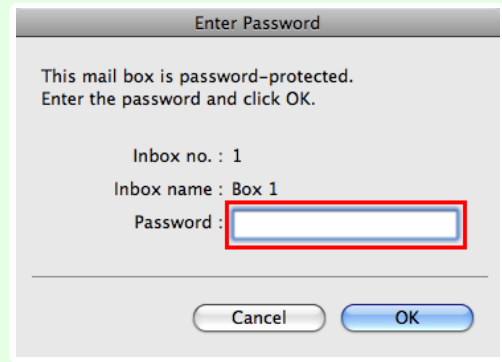 Enter Password
This mail box is password-protected.
Enter the password and click OK.
Inbox no. : 1
Inbox name : Box 1
Password :
Cancel OK